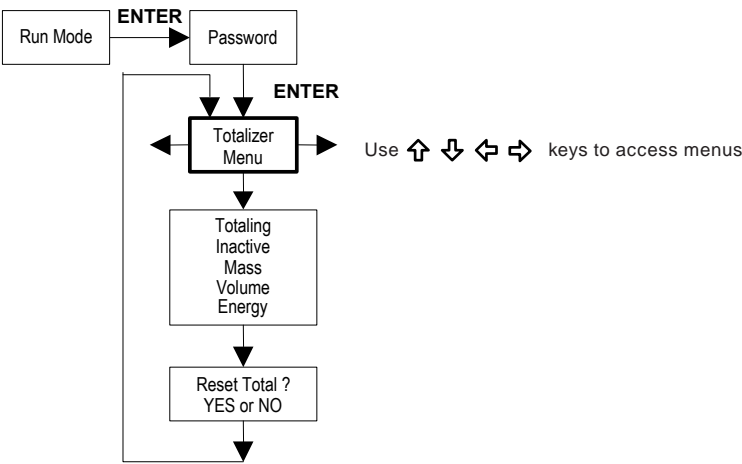 ENTER
Run Mode
Password
ENTER
Totalizer
Menu
Use ⇧ ⇩ ⇦ ⇨ keys to access menus
Totaling
Inactive
Mass
Volume
Energy
Reset Total ?
YES or NO